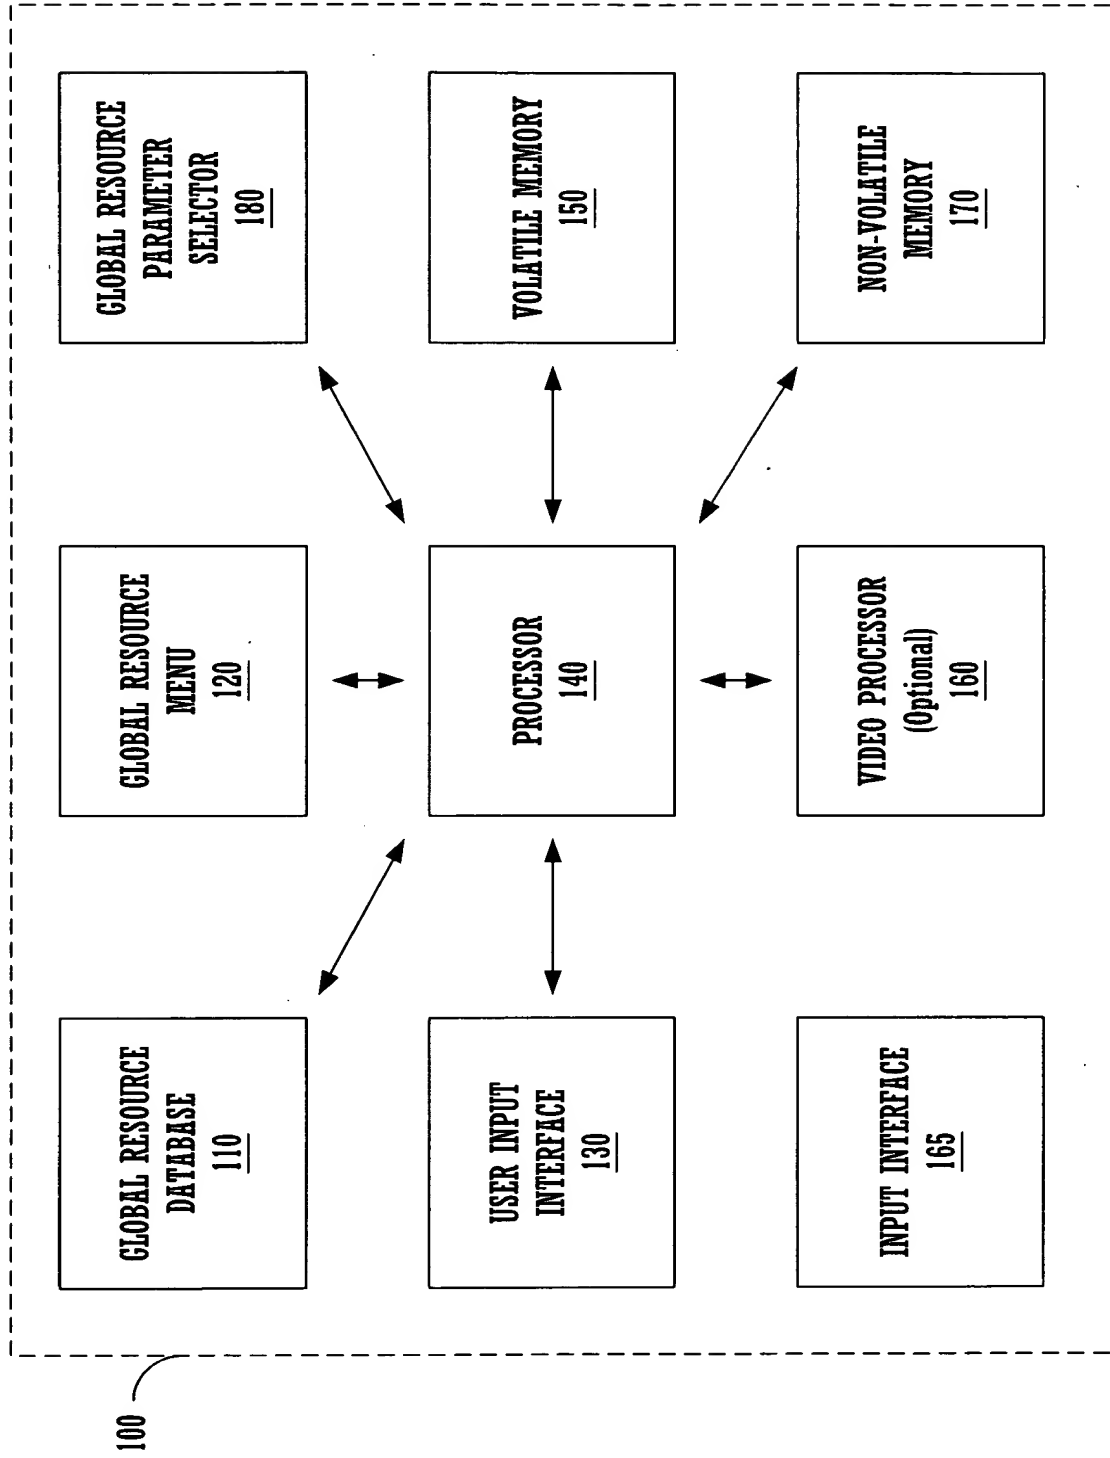 100
GLOBAL RESOURCE
DATABASE
110
GLOBAL RESOURCE
MENU
120
GLOBAL RESOURCE
PARAMETER
SELECTOR
180
USER INPUT
INTERFACE
130
PROCESSOR
140
VOLATILE MEMORY
150
INPUT INTERFACE
165
VIDEO PROCESSOR
(Optional)
160
NON-VOLATILE
MEMORY
170